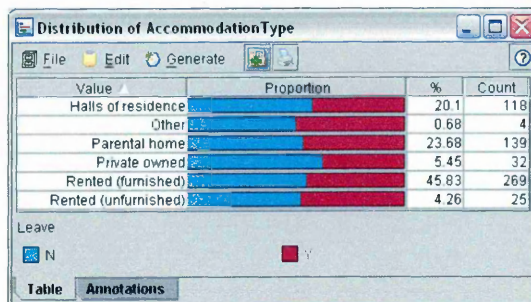 Distribution of AccommodationType
File Edit Generate
Value Proportion % Count
Halls of residence 20.1 118
Other 0.68 4
Parental home 23.68 139
Private owned 5.45 32
Rented (furnished) 45.83 269
Rented (unfurnished) 4.26 25
Leave
N Y
Table Annotations